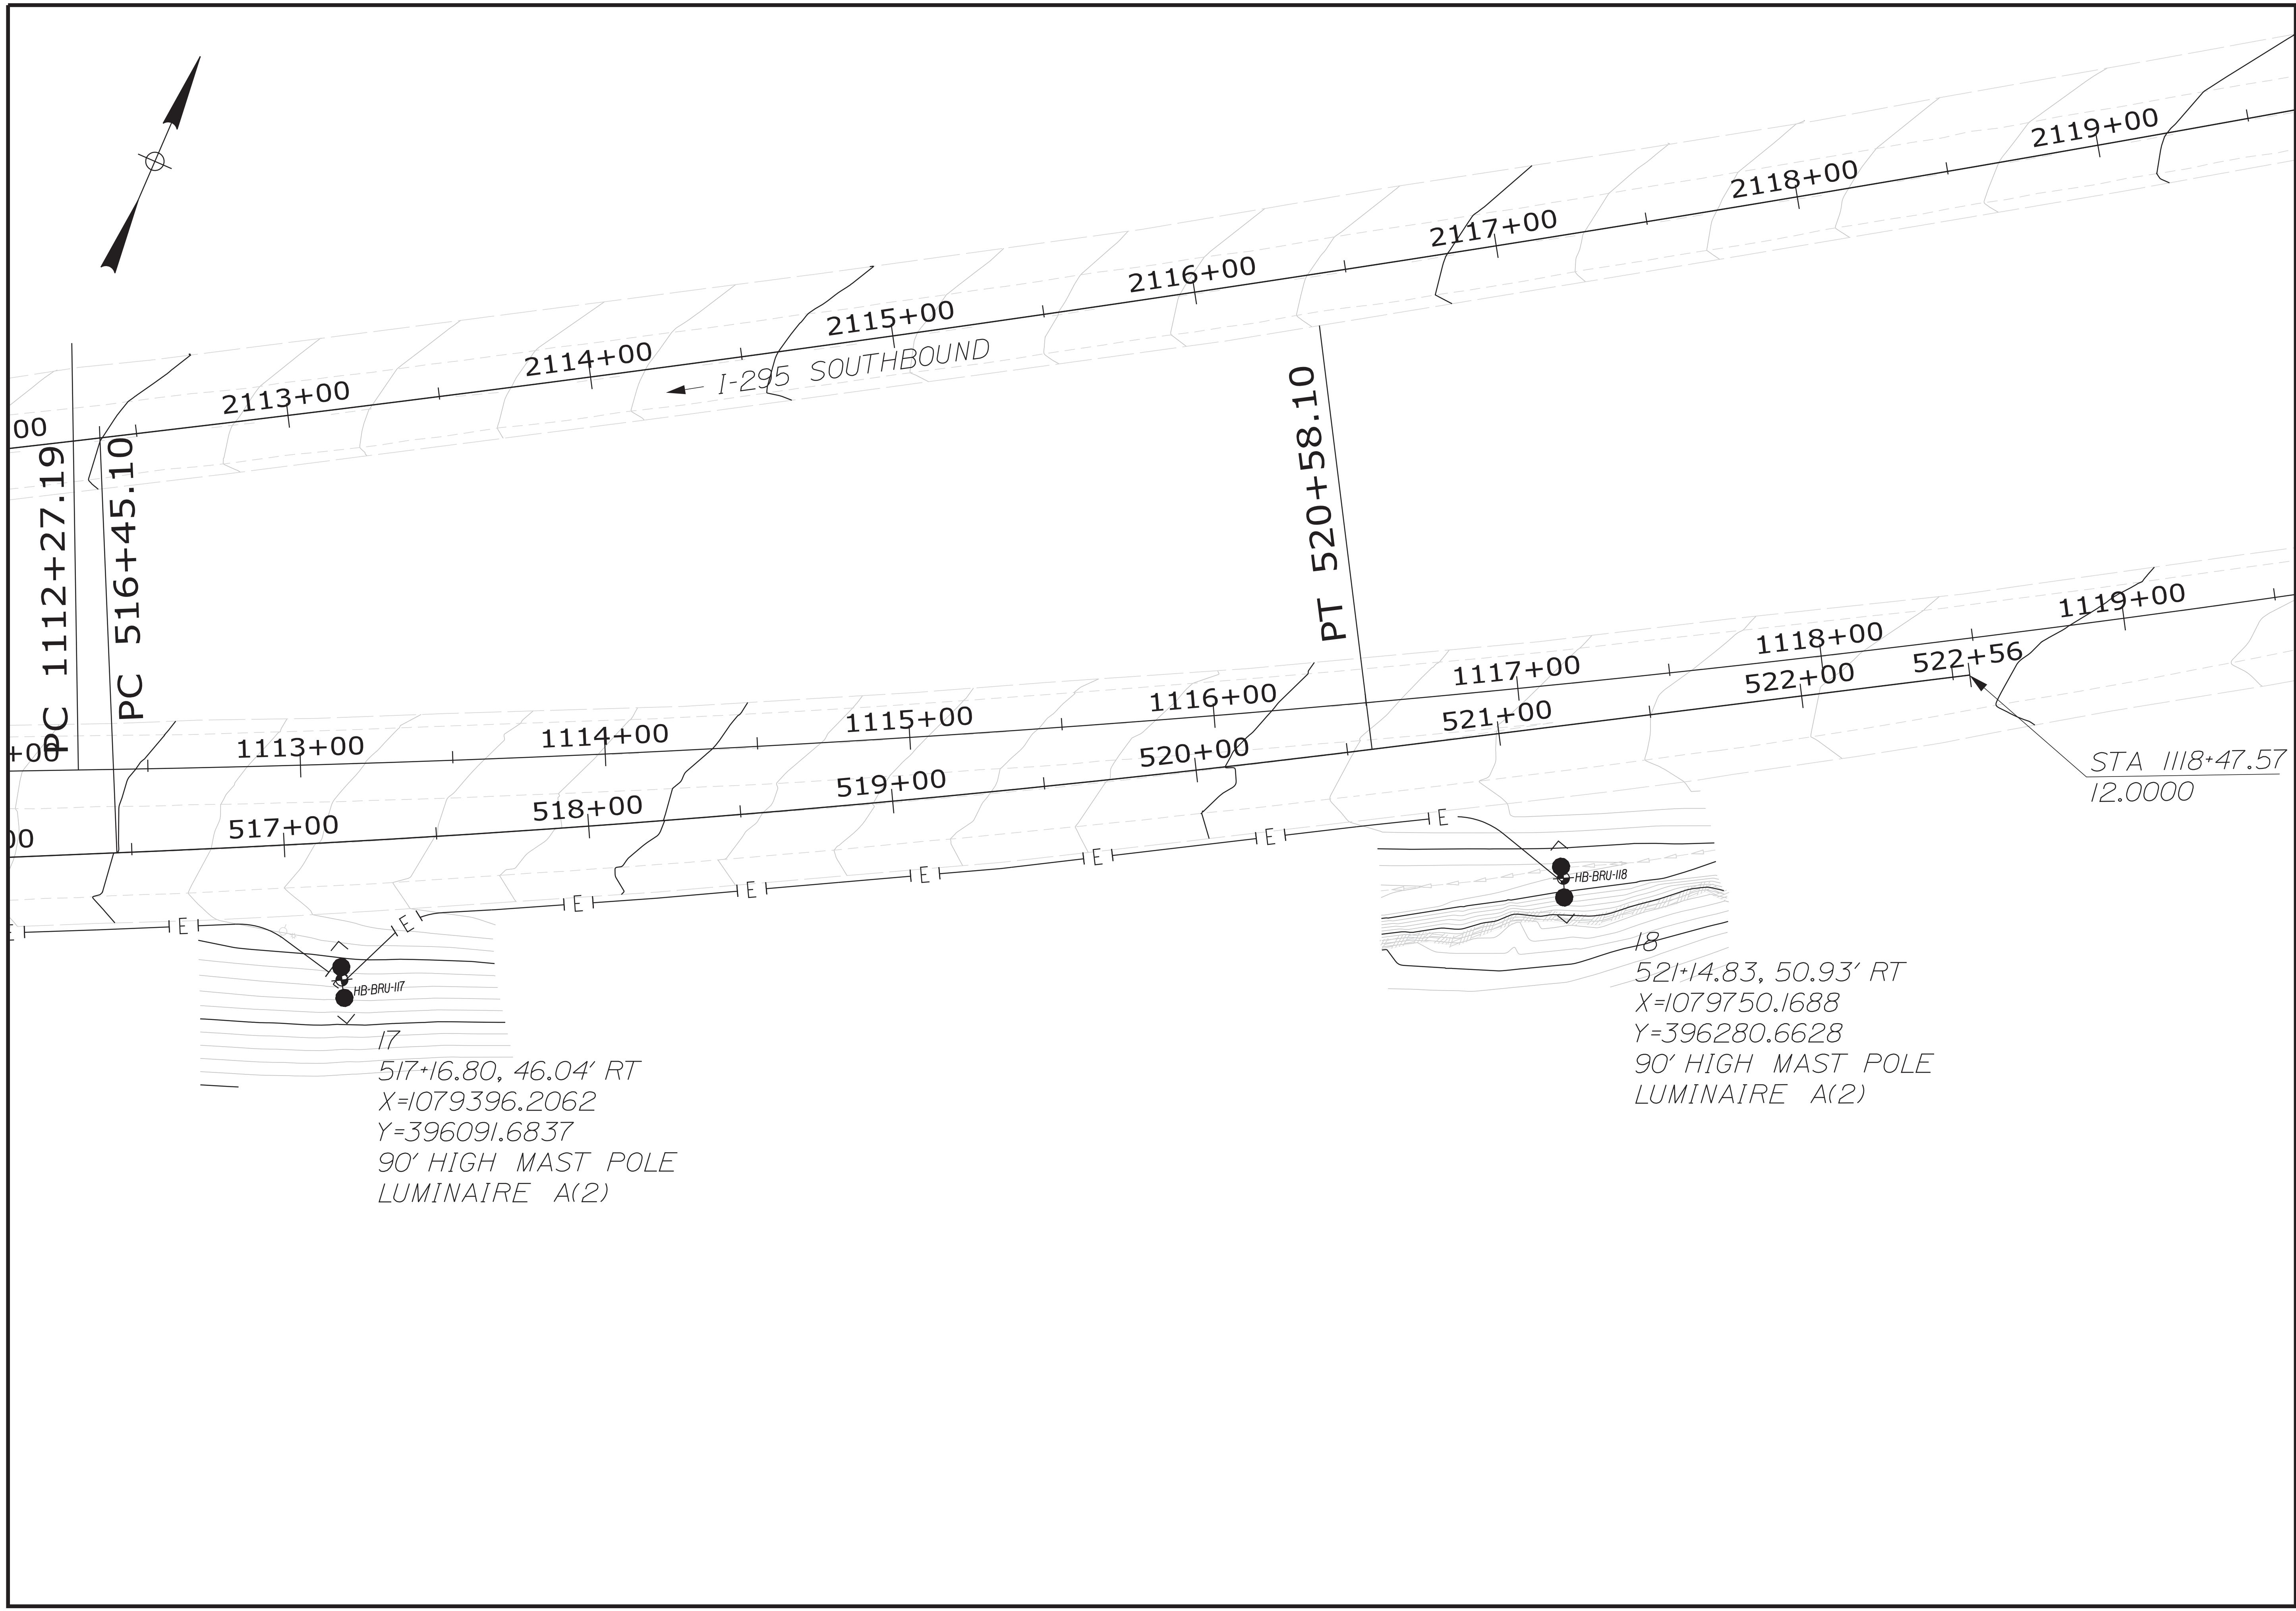 2119+00
2118+00
2117+00
2116+00
2115+00
2114+00
2113+00
00
I-295 SOUTHBOUND
PC 1112+27.19
PC 516+45.10
PT 520+58.10
1119+00
1118+00
1117+00
1116+00
1115+00
1114+00
1113+00
+00
522+56
522+00
521+00
520+00
519+00
518+00
517+00
00
STA 1118+47.57
12.0000
E
E
E
E
E
E
E
E
E
HB-BRU-118
18
521+14.83, 50.93' RT
X=1079750.1688
Y=396280.6628
90' HIGH MAST POLE
LUMINAIRE A(2)
HB-BRU-117
17
517+16.80, 46.04' RT
X=1079396.2062
Y=396091.6837
90' HIGH MAST POLE
LUMINAIRE A(2)